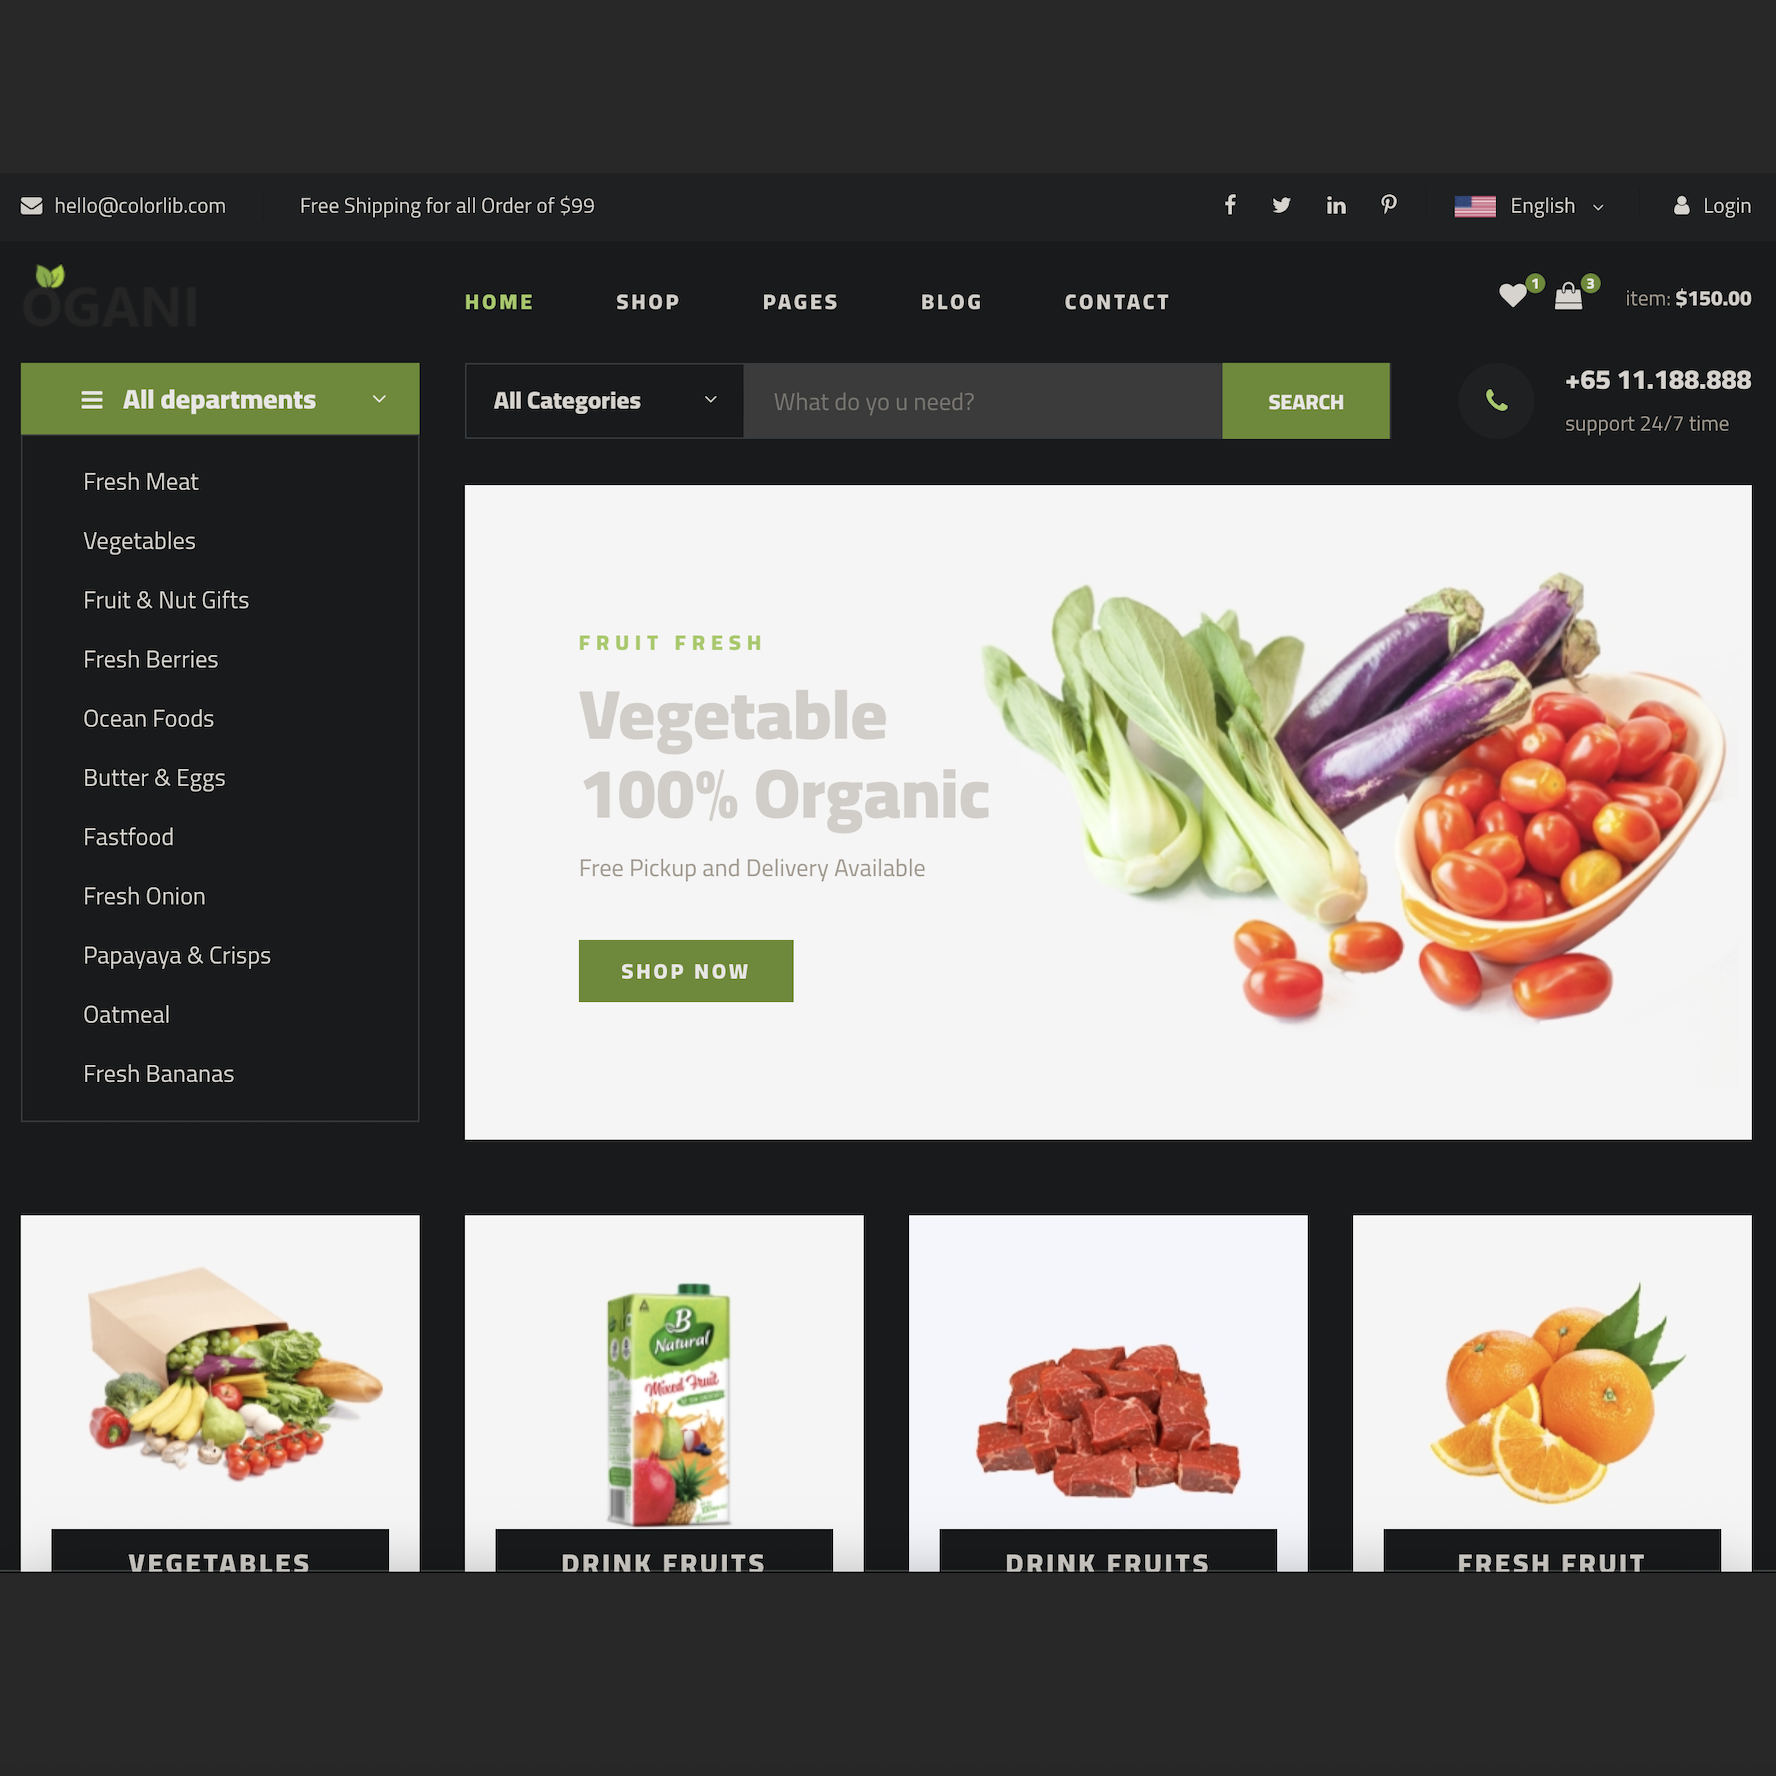 hello@colorlib.com
Free Shipping for all Order of $99
English
Login
OGANI
HOME
SHOP
PAGES
BLOG
CONTACT
1
3
item: $150.00
All departments
All Categories
What do yo u need?
SEARCH
+65 11.188.888
support 24/7 time
Fresh Meat
Vegetables
Fruit & Nut Gifts
Fresh Berries
Ocean Foods
Butter & Eggs
Fastfood
Fresh Onion
Papayaya & Crisps
Oatmeal
Fresh Bananas
FRUIT FRESH
Vegetable
100% Organic
Free Pickup and Delivery Available
SHOP NOW
B
Natural
Mixed Fruit
VEGETABLES
DRINK FRUITS
DRINK FRUITS
FRESH FRUIT